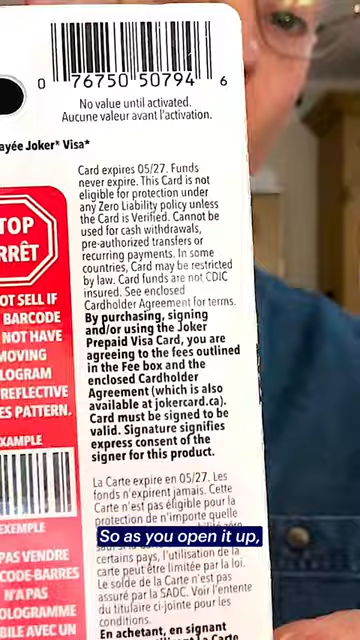 0 76750 50794 6
No value until activated.
Aucune valeur avant l'activation.
ayée Joker* Visa*
Card expires 05/27. Funds
never expire. This Card is not
eligible for protection under
any Zero Liability policy unless
the Card is Verified. Cannot be
used for cash withdrawals,
pre-authorized transfers or
recurring payments. In some
countries, Card may be restricted
by law. Card funds are not CDIC
insured. See enclosed
Cardholder Agreement for terms.
By purchasing, signing
and/or using the Joker
Prepaid Visa Card, you are
agreeing to the fees outlined
in the Fee box and the
enclosed Cardholder
Agreement (which is also
available at jokercard.ca).
Card must be signed to be
valid. Signature signifies
express consent of the
signer for this product.
La Carte expire en 05/27. Les
fonds n'expirent jamais. Cette
Carte n'est pas éligible pour la
protection de n'importe quelle
certains pays, l'utilisation de la
carte peut être limitée par la loi.
Le solde de la Carte n'est pas
assuré par la SADC. Voir l'entente
du titulaire ci-jointe pour les
conditions.
En achetant, en signant
TOP
RRÊT
OT SELL IF
BARCODE
NOT HAVE
MOVING
LOGRAM
REFLECTIVE
ES PATTERN.
XAMPLE
EXEMPLE
PAS VENDRE
CODE-BARRES
N'A PAS
OLOGRAMME
BILE AVEC UN
So as you open it up,